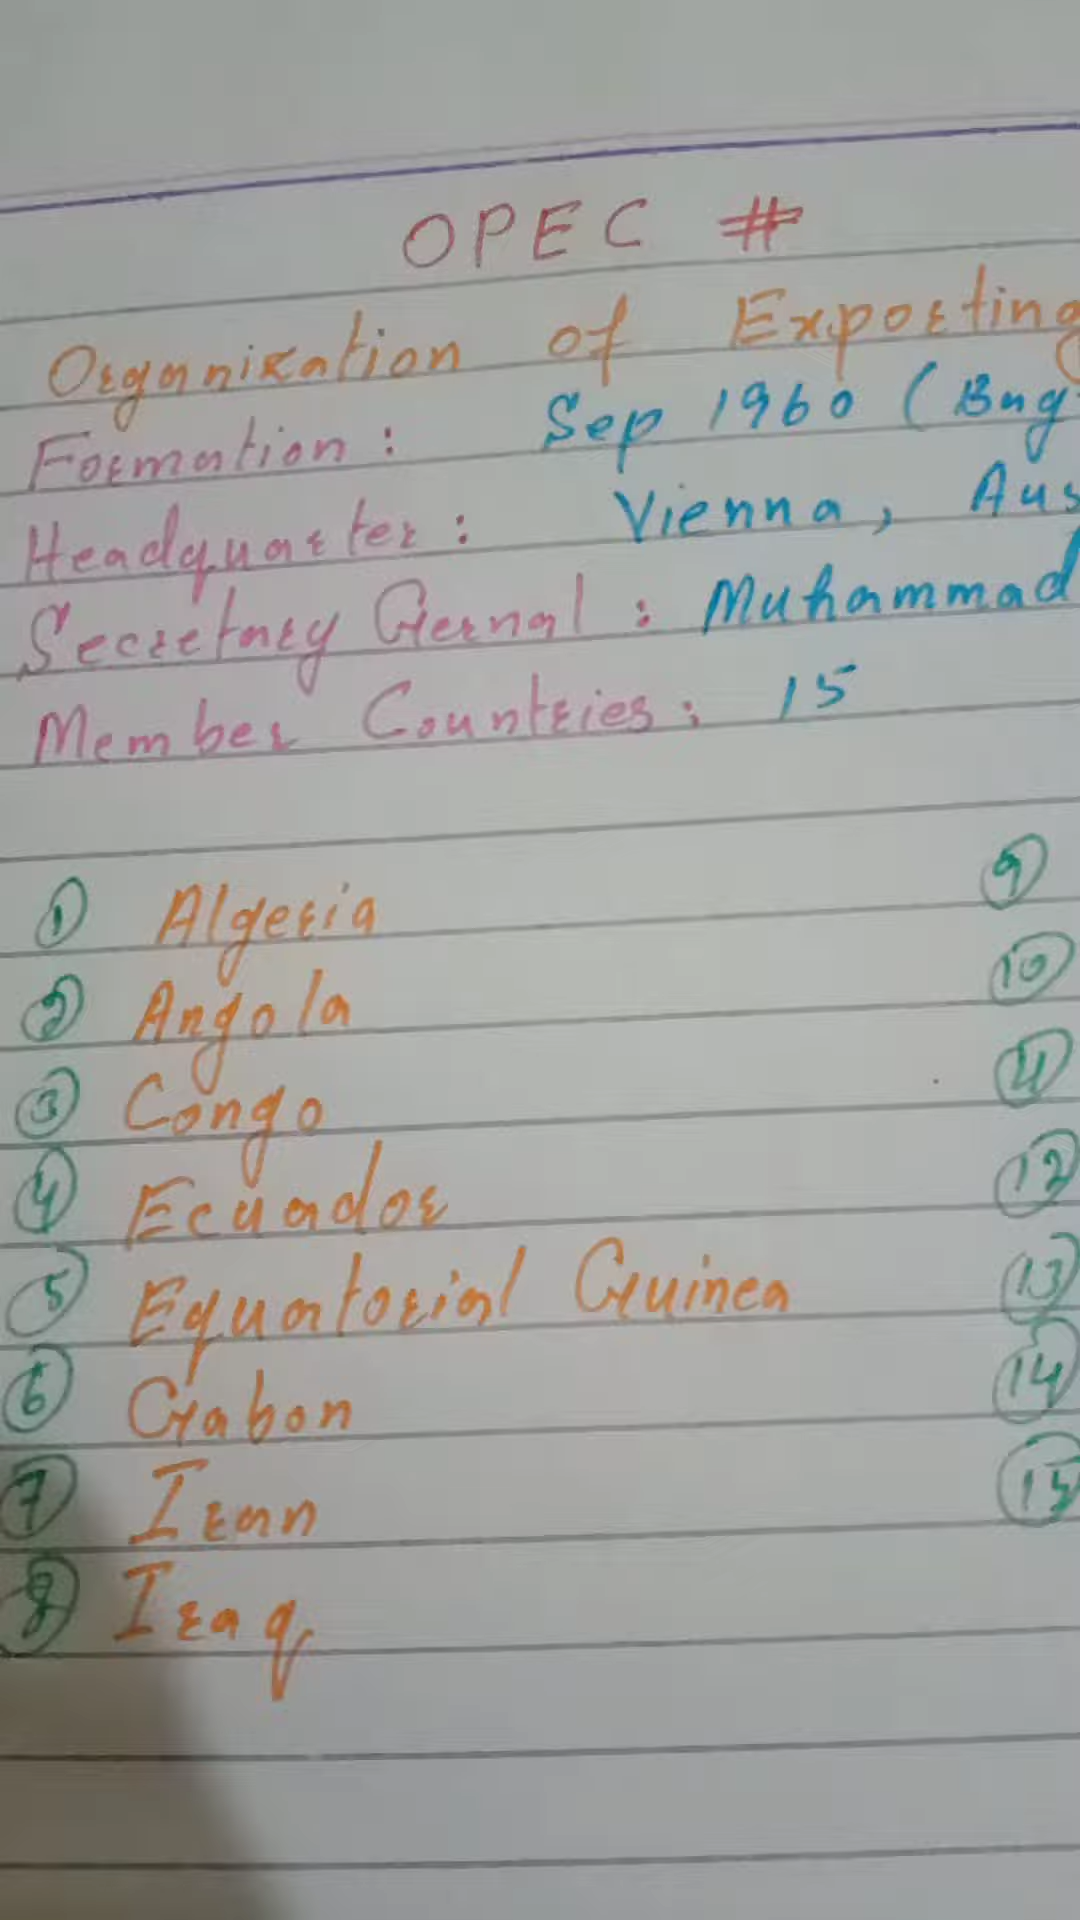 OPEC #
Organization of Exporting
Formation: Sep 1960 (Bag
Headquarter: Vienna, Aus
Secretary Gernal: Muhammad
Member Countries: 15
① Algeria ⑨
② Angola ⑩
③ Congo ⑪
④ Ecuador ⑫
⑤ Equatorial Guinea ⑬
⑥ Gabon ⑭
⑦ Iran ⑮
⑧ Iraq